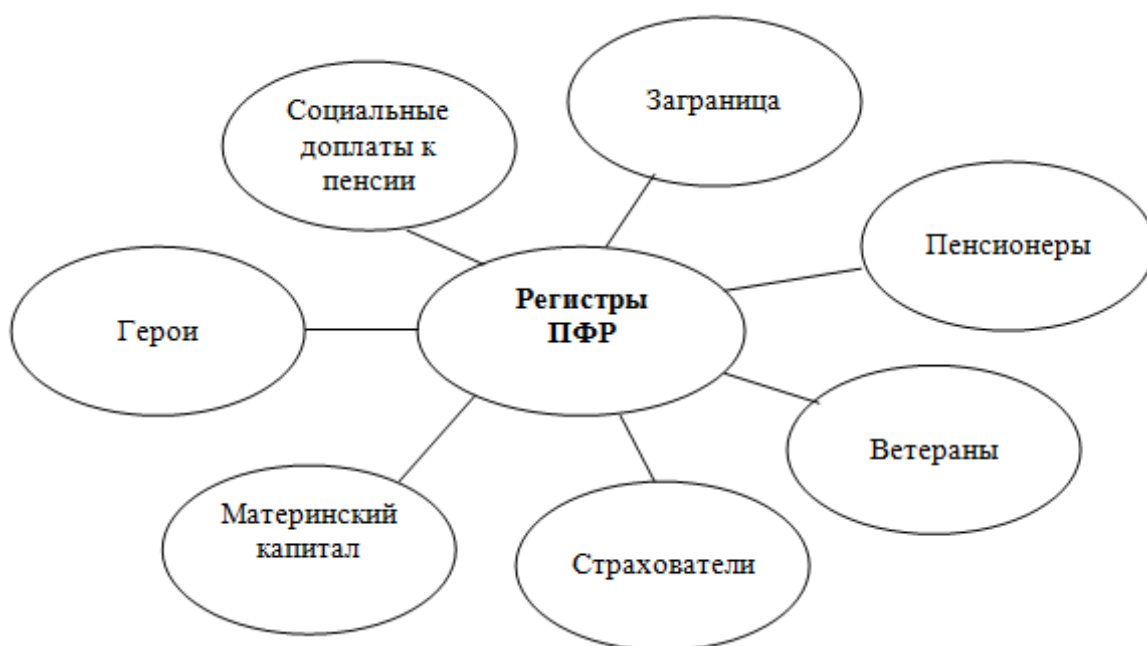 Социальные
доплаты к
пенсии
Заграница
Пенсионеры
Регистры
ПФР
Герои
Ветераны
Материнский
капитал
Страхователи